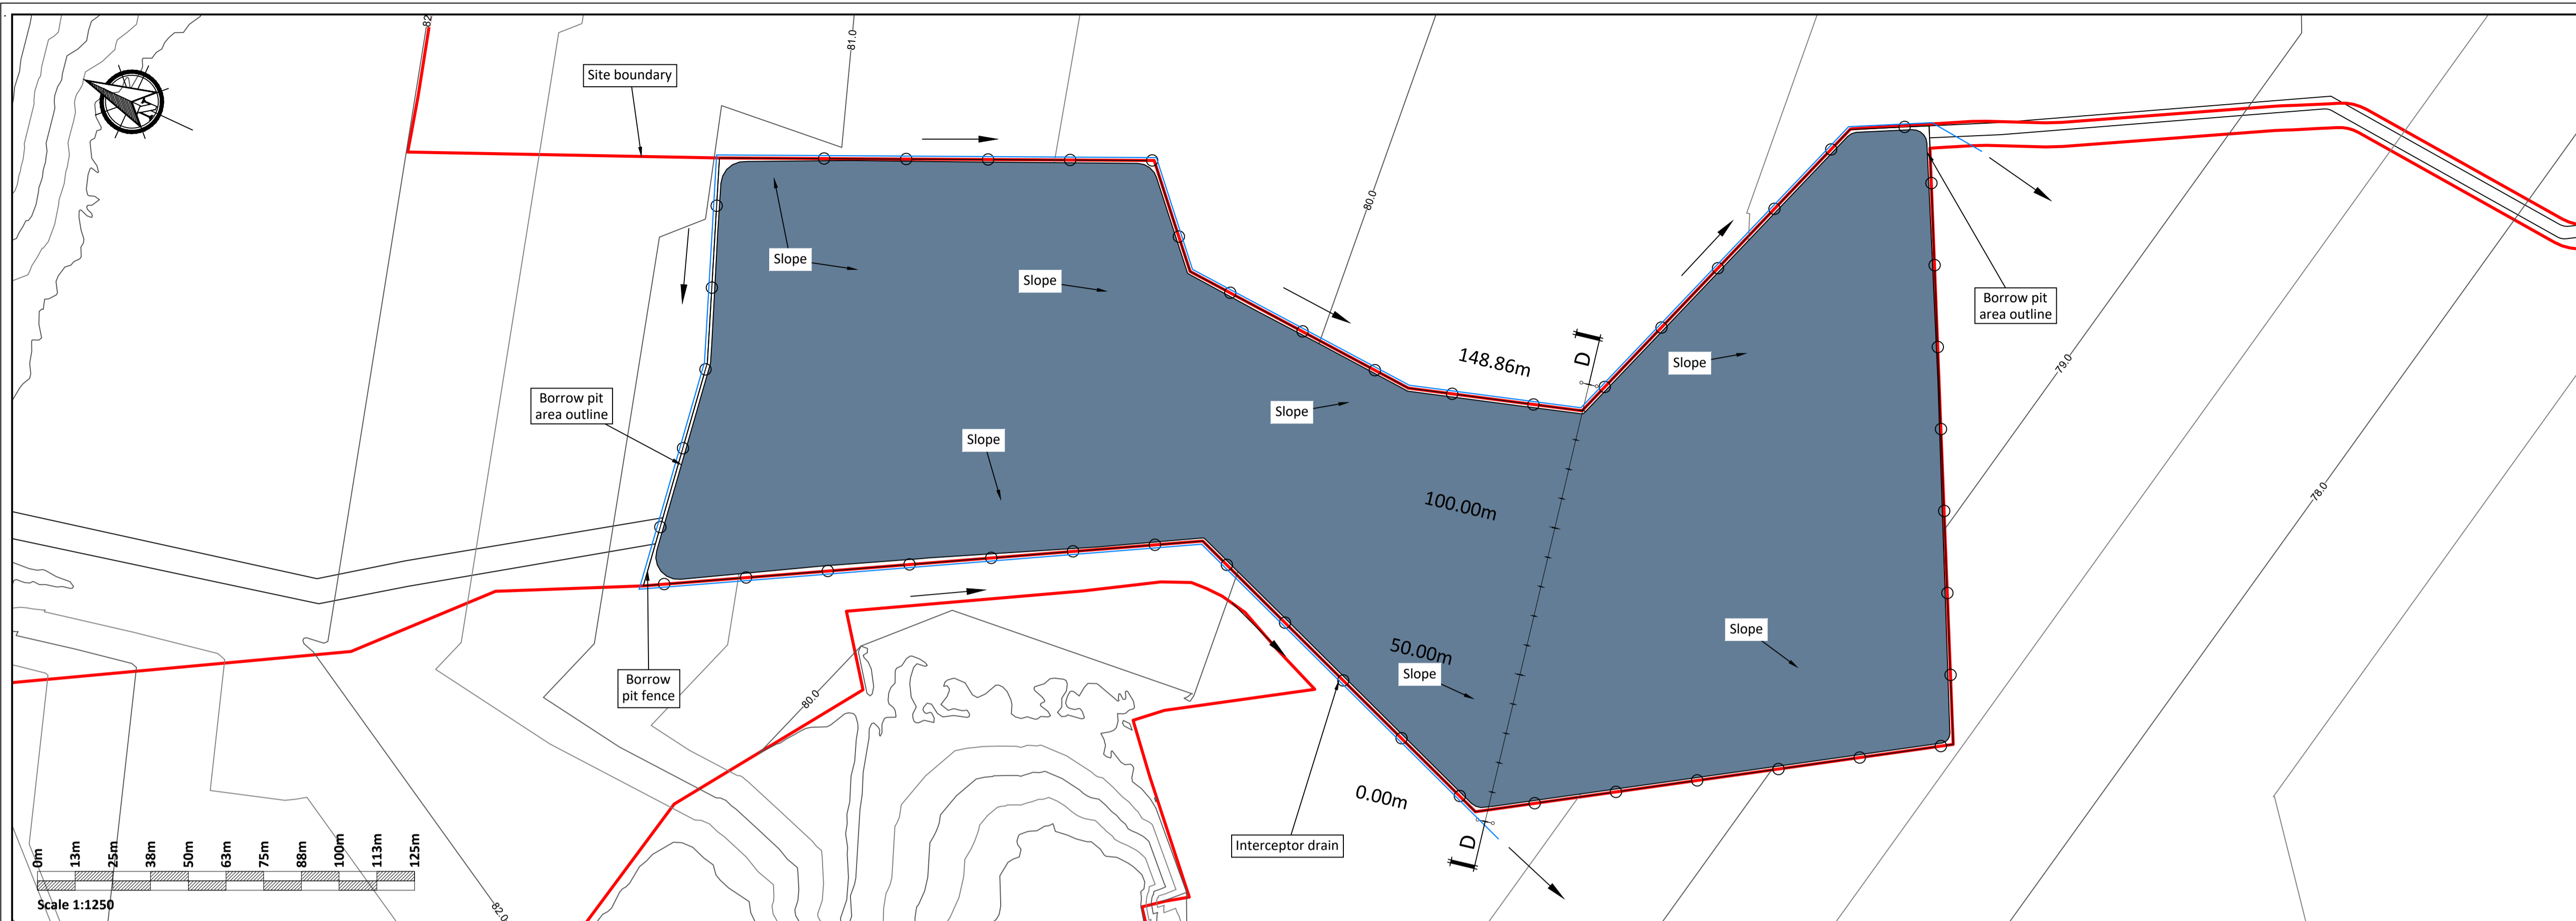 82
81.0
Site boundary
Slope
Slope
80.0
Borrow pit
area outline
148.86m
D
Slope
79.0
Borrow pit
area outline
Slope
Slope
78.0
100.00m
Slope
50.00m
Slope
Borrow
pit fence
80.0
0.00m
Interceptor drain
D
0m
13m
25m
38m
50m
63m
75m
88m
100m
113m
125m
Scale 1:1250
82.0